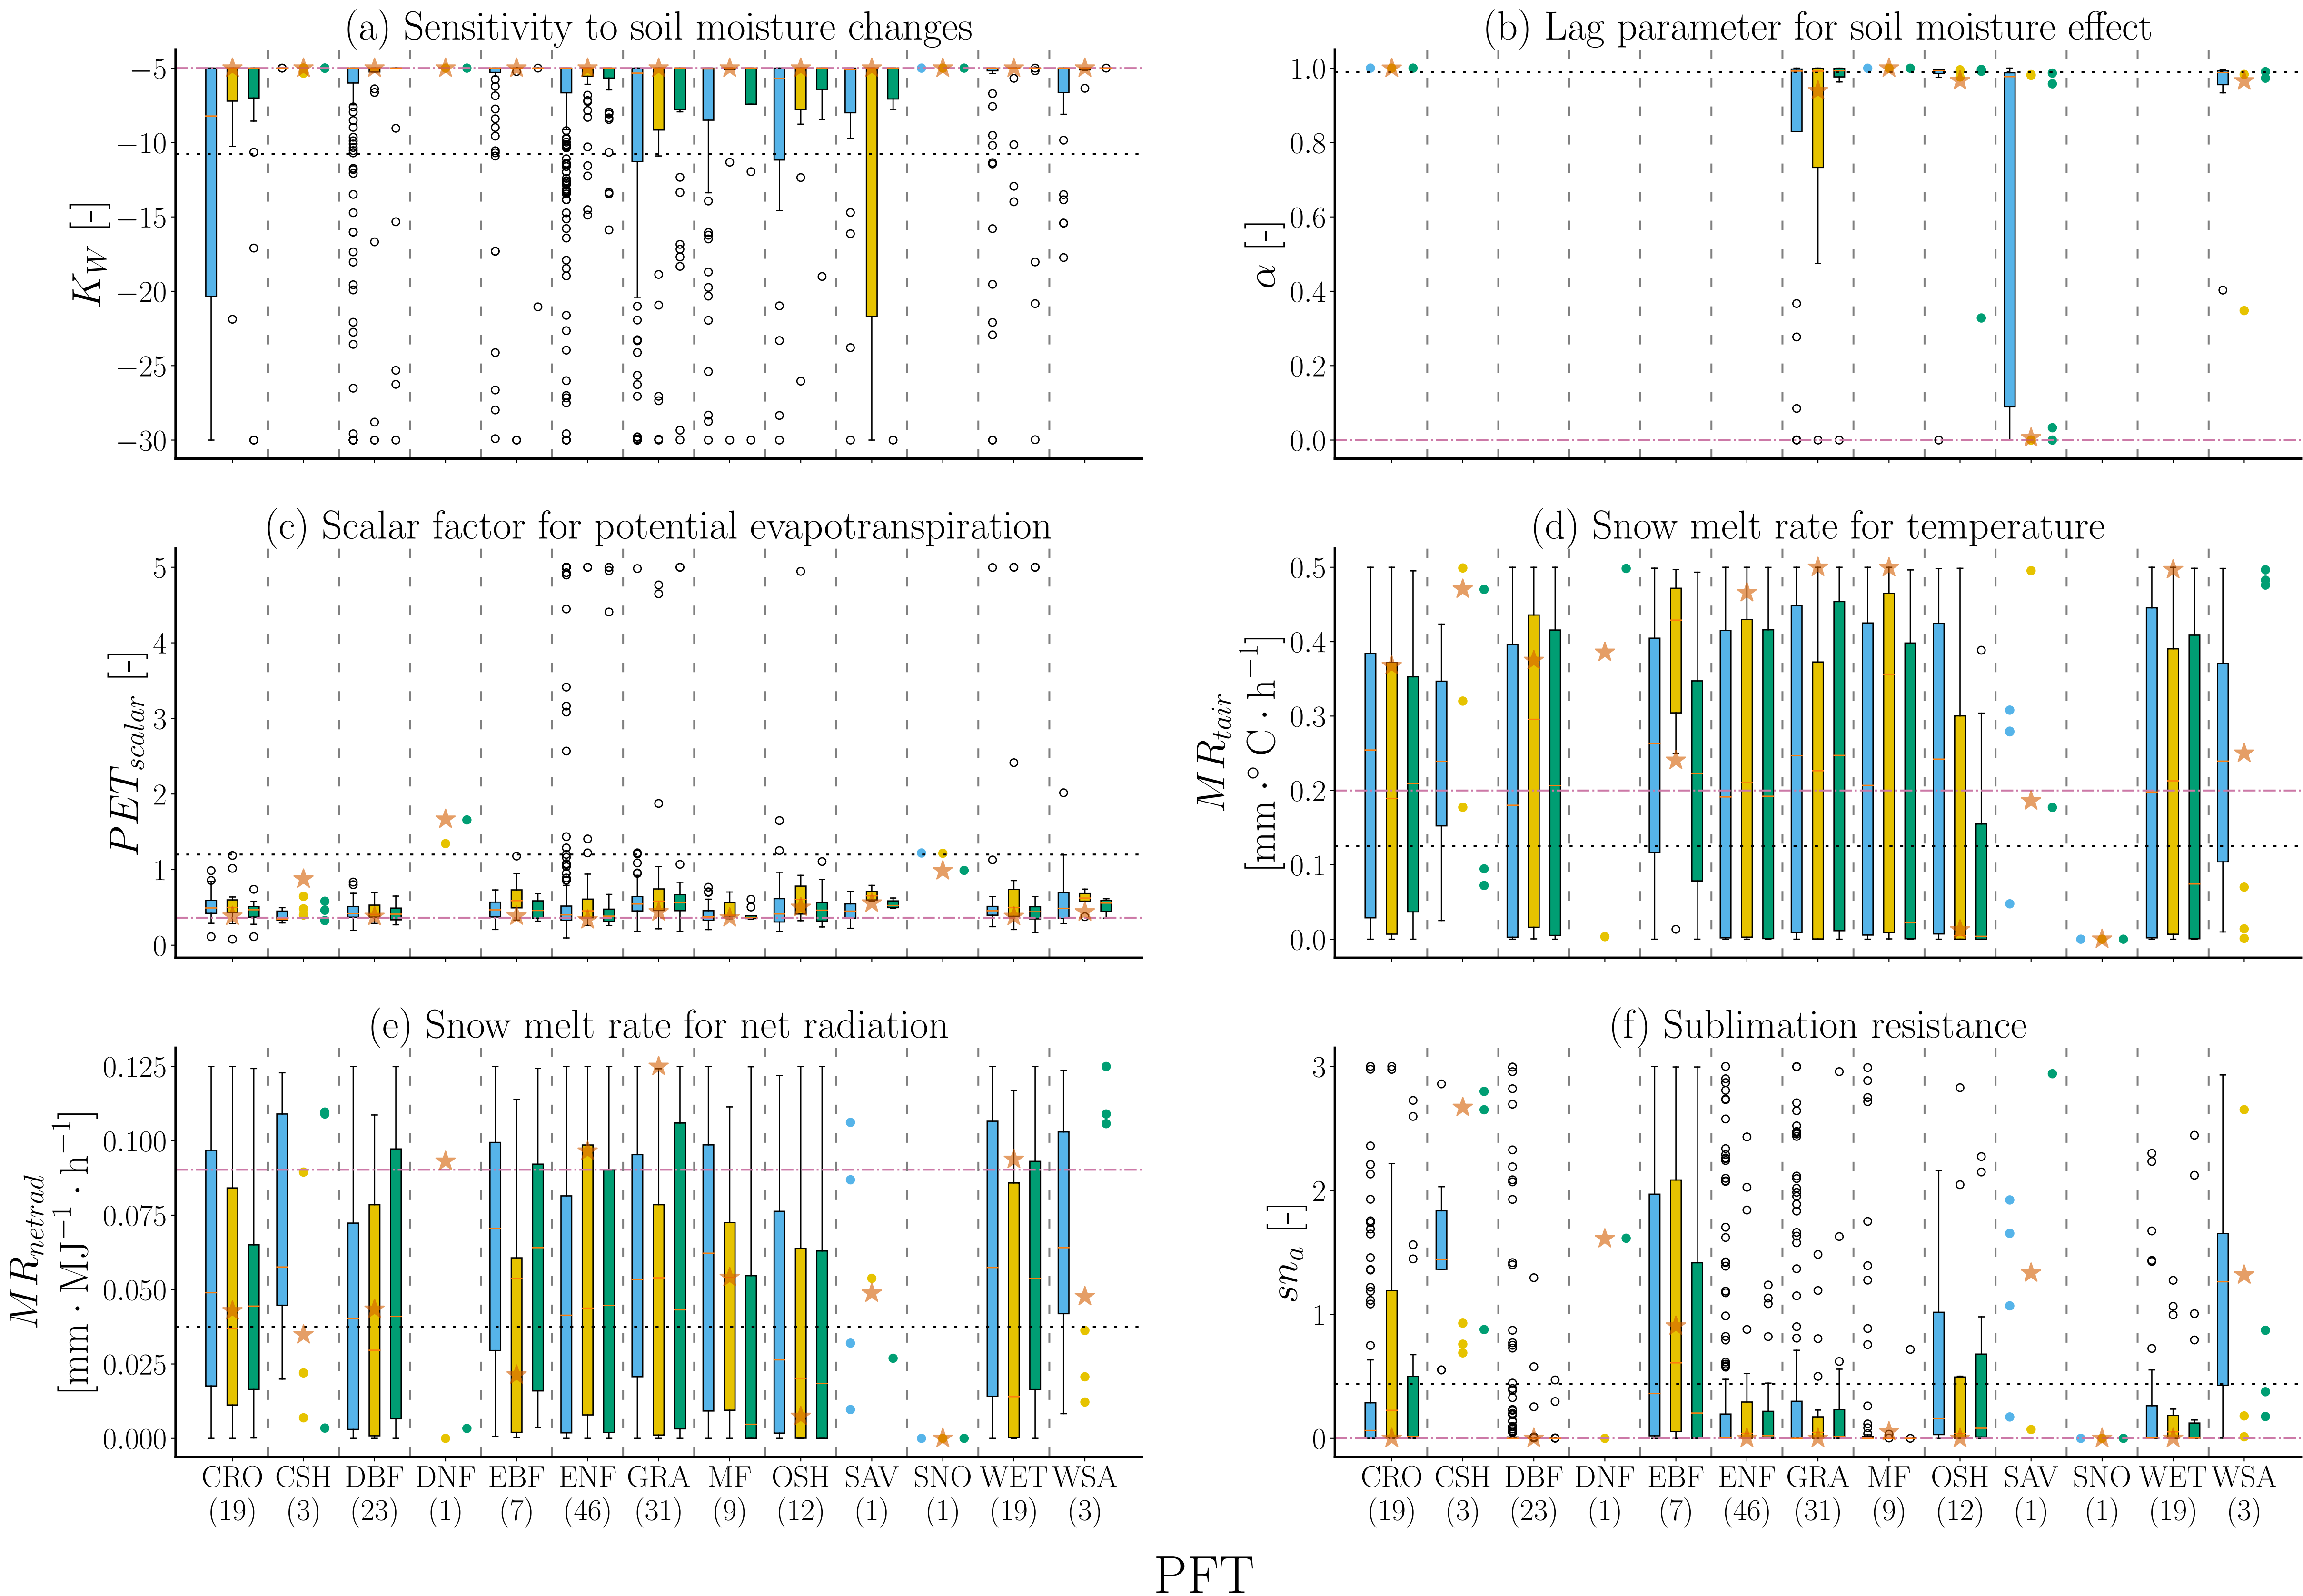 (a) Sensitivity to soil moisture changes
K_W [-]
−5
−10
−15
−20
−25
−30
(b) Lag parameter for soil moisture effect
α [-]
1.0
0.8
0.6
0.4
0.2
0.0
(c) Scalar factor for potential evapotranspiration
PET_scalar [-]
5
4
3
2
1
0
(d) Snow melt rate for temperature
MR_tair
[mm · °C · h⁻¹]
0.5
0.4
0.3
0.2
0.1
0.0
(e) Snow melt rate for net radiation
MR_netrad
[mm · MJ⁻¹ · h⁻¹]
0.125
0.100
0.075
0.050
0.025
0.000
CRO CSH DBF DNF EBF ENF GRA MF OSH SAV SNO WET WSA
(19) (3) (23) (1) (7) (46) (31) (9) (12) (1) (1) (19) (3)
(f) Sublimation resistance
sn_a [-]
3
2
1
0
CRO CSH DBF DNF EBF ENF GRA MF OSH SAV SNO WET WSA
(19) (3) (23) (1) (7) (46) (31) (9) (12) (1) (1) (19) (3)
PFT